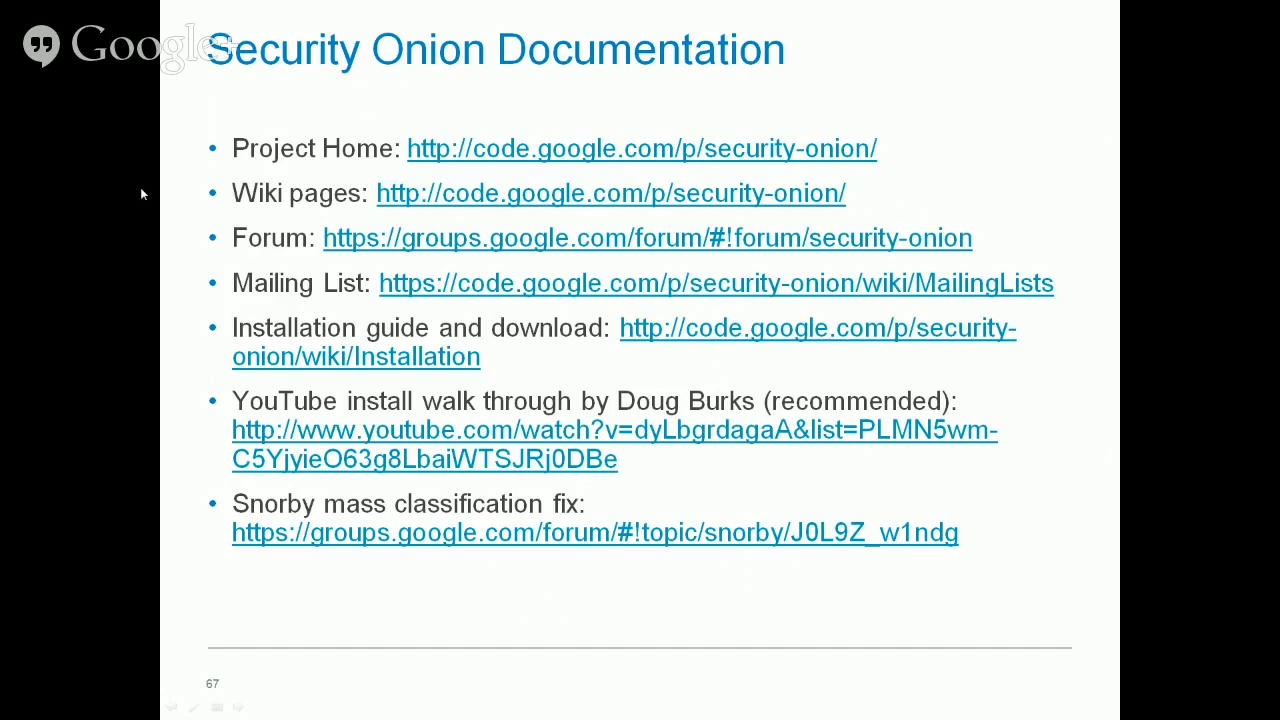 Google+
Security Onion Documentation
• Project Home: http://code.google.com/p/security-onion/
• Wiki pages: http://code.google.com/p/security-onion/
• Forum: https://groups.google.com/forum/#!forum/security-onion
• Mailing List: https://code.google.com/p/security-onion/wiki/MailingLists
• Installation guide and download: http://code.google.com/p/security-
onion/wiki/Installation
• YouTube install walk through by Doug Burks (recommended):
http://www.youtube.com/watch?v=dyLbgrdagaA&list=PLMN5wm-
C5YjyieO63g8LbaiWTSJRj0DBe
• Snorby mass classification fix:
https://groups.google.com/forum/#!topic/snorby/J0L9Z_w1ndg
67